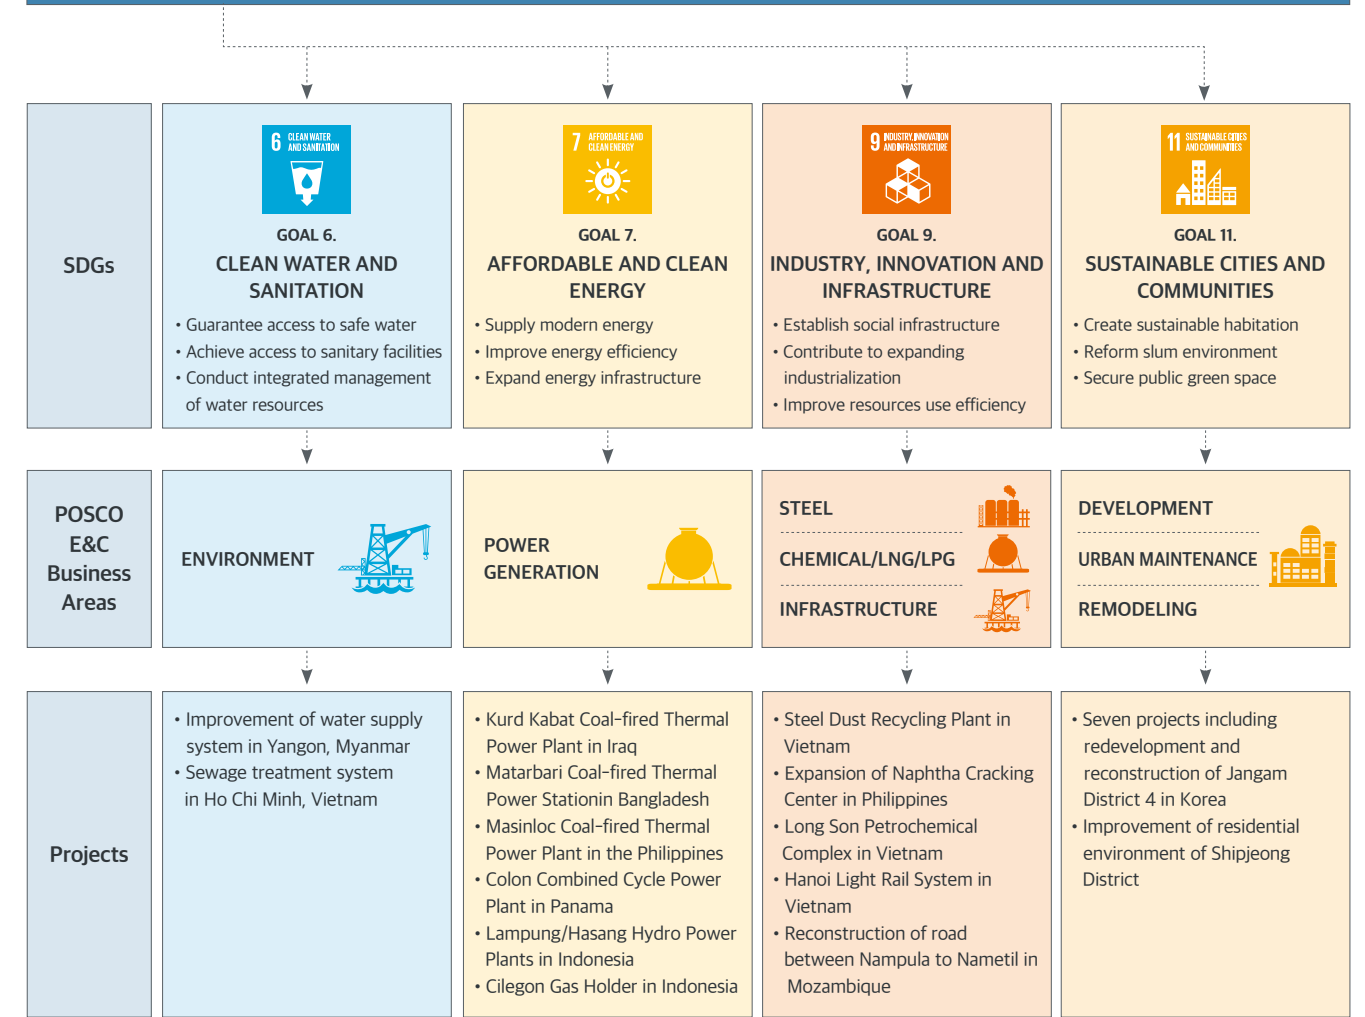 SDGs
6 CLEAN WATER
AND SANITATION
GOAL 6.
CLEAN WATER AND
SANITATION
• Guarantee access to safe water
• Achieve access to sanitary facilities
• Conduct integrated management
of water resources
7 AFFORDABLE AND
CLEAN ENERGY
GOAL 7.
AFFORDABLE AND CLEAN
ENERGY
• Supply modern energy
• Improve energy efficiency
• Expand energy infrastructure
9 INDUSTRY, INNOVATION
AND INFRASTRUCTURE
GOAL 9.
INDUSTRY, INNOVATION AND
INFRASTRUCTURE
• Establish social infrastructure
• Contribute to expanding
industrialization
• Improve resources use efficiency
11 SUSTAINABLE CITIES
AND COMMUNITIES
GOAL 11.
SUSTAINABLE CITIES AND
COMMUNITIES
• Create sustainable habitation
• Reform slum environment
• Secure public green space
POSCO
E&C
Business
Areas
ENVIRONMENT
POWER
GENERATION
STEEL
CHEMICAL/LNG/LPG
INFRASTRUCTURE
DEVELOPMENT
URBAN MAINTENANCE
REMODELING
Projects
• Improvement of water supply
system in Yangon, Myanmar
• Sewage treatment system
in Ho Chi Minh, Vietnam
• Kurd Kabat Coal-fired Thermal
Power Plant in Iraq
• Matarbari Coal-fired Thermal
Power Stationin Bangladesh
• Masinloc Coal-fired Thermal
Power Plant in the Philippines
• Colon Combined Cycle Power
Plant in Panama
• Lampung/Hasang Hydro Power
Plants in Indonesia
• Cilegon Gas Holder in Indonesia
• Steel Dust Recycling Plant in
Vietnam
• Expansion of Naphtha Cracking
Center in Philippines
• Long Son Petrochemical
Complex in Vietnam
• Hanoi Light Rail System in
Vietnam
• Reconstruction of road
between Nampula to Nametil in
Mozambique
• Seven projects including
redevelopment and
reconstruction of Jangam
District 4 in Korea
• Improvement of residential
environment of Shipjeong
District